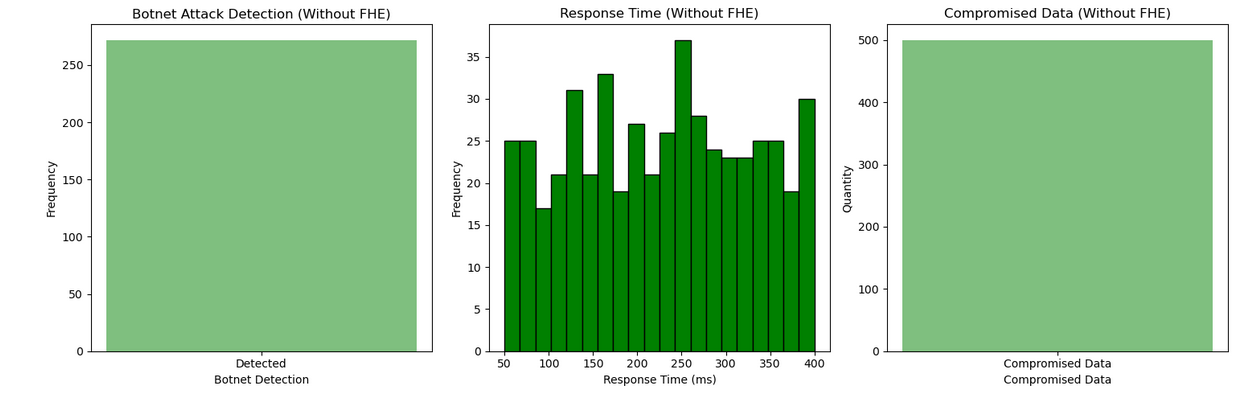 Botnet Attack Detection (Without FHE)
Frequency
250
200
150
100
50
0
Detected
Botnet Detection
Response Time (Without FHE)
Frequency
35
30
25
20
15
10
5
0
50 100 150 200 250 300 350 400
Response Time (ms)
Compromised Data (Without FHE)
Quantity
500
400
300
200
100
0
Compromised Data
Compromised Data